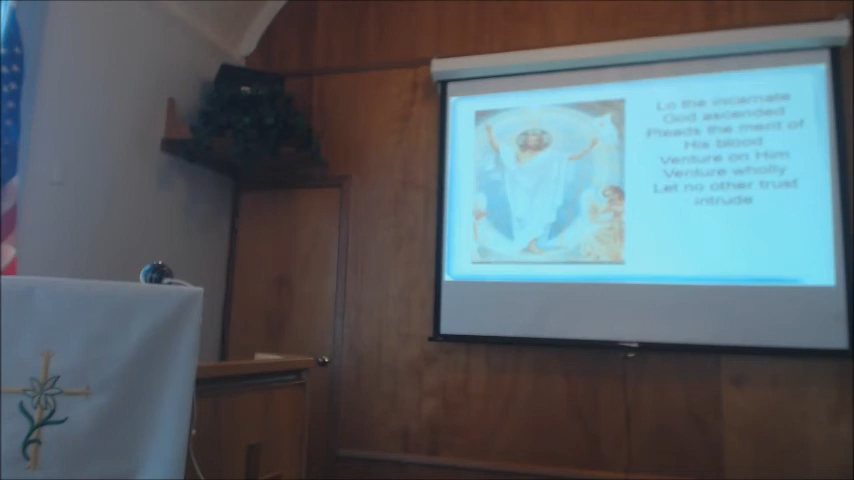 Lo the incarnate
God ascended
Pleads the merit of
His blood
Venture on Him
Venture wholly
Let no other trust
intrude